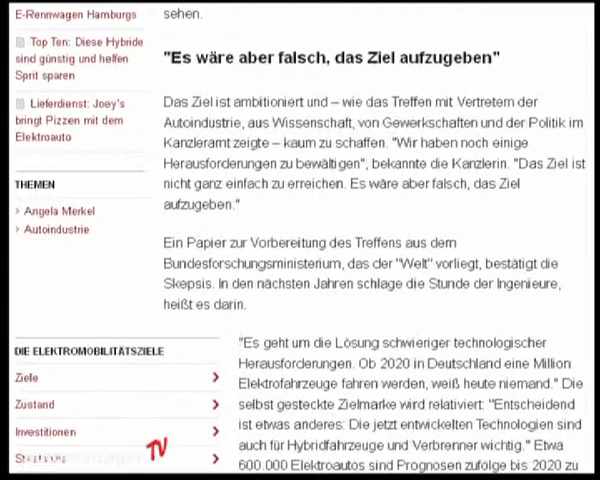 E-Rennwagen Hamburgs
Top Ten: Diese Hybride
sind günstig und helfen
Sprit sparen
Lieferdienst: Joey's
bringt Pizzen mit dem
Elektroauto
THEMEN
> Angela Merkel
> Autoindustrie
sehen.
"Es wäre aber falsch, das Ziel aufzugeben"
Das Ziel ist ambitioniert und – wie das Treffen mit Vertretern der
Autoindustrie, aus Wissenschaft, von Gewerkschaften und der Politik im
Kanzleramt zeigte – kaum zu schaffen. "Wir haben noch einige
Herausforderungen zu bewältigen", bekannte die Kanzlerin. "Das Ziel ist
nicht ganz einfach zu erreichen. Es wäre aber falsch, das Ziel
aufzugeben."
Ein Papier zur Vorbereitung des Treffens aus dem
Bundesforschungsministerium, das der "Welt" vorliegt, bestätigt die
Skepsis. In den nächsten Jahren schlage die Stunde der Ingenieure,
heißt es darin.
DIE ELEKTROMOBILITÄTSZIELE
Ziele
Zustand
Investitionen
TV
"Es geht um die Lösung schwieriger technologischer
Herausforderungen. Ob 2020 in Deutschland eine Million
Elektrofahrzeuge fahren werden, weiß heute niemand." Die
selbst gesteckte Zielmarke wird relativiert: "Entscheidend
ist etwas anderes: Die jetzt entwickelten Technologien sind
auch für Hybridfahrzeuge und Verbrenner wichtig." Etwa
600.000 Elektroautos sind Prognosen zufolge bis 2020 zu